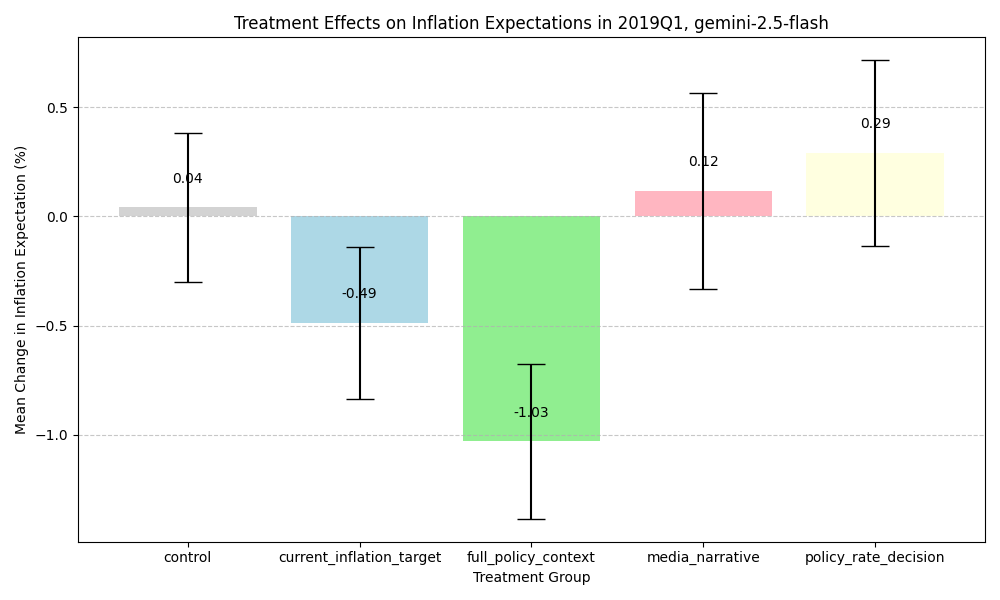 Treatment Effects on Inflation Expectations in 2019Q1, gemini-2.5-flash
Mean Change in Inflation Expectation (%)
0.5
0.0
−0.5
−1.0
0.04
-0.49
-1.03
0.12
0.29
control
current_inflation_target
full_policy_context
media_narrative
policy_rate_decision
Treatment Group